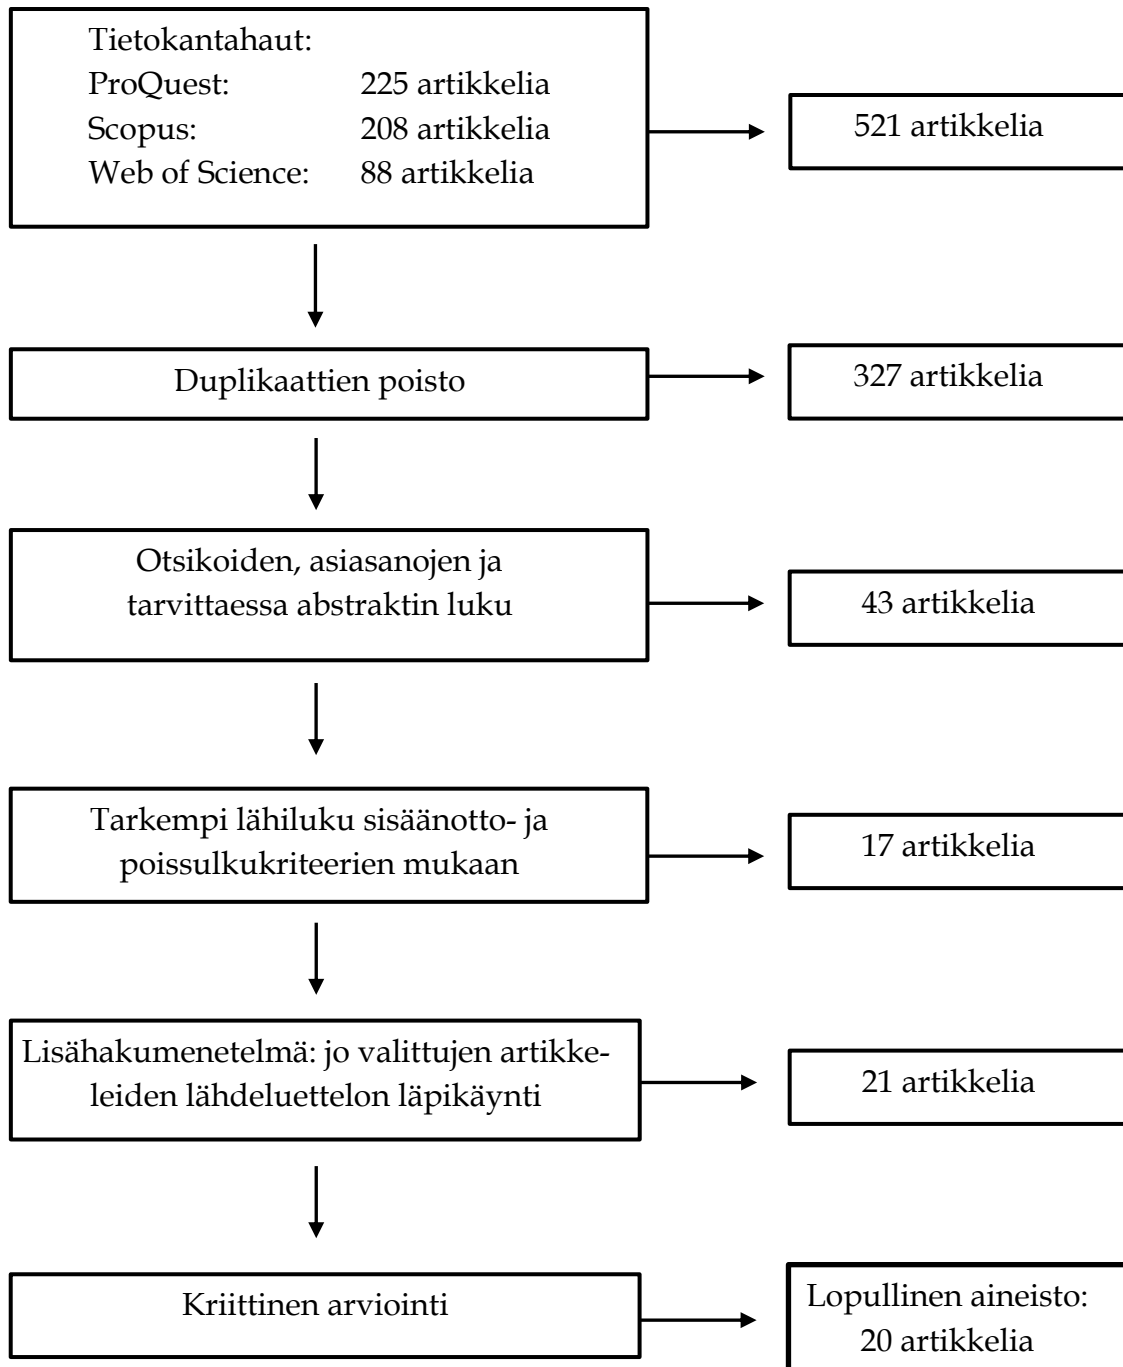 Tietokantahaut:
ProQuest: 225 artikkelia
Scopus: 208 artikkelia
Web of Science: 88 artikkelia
521 artikkelia
Duplikaattien poisto
327 artikkelia
Otsikoiden, asiasanojen ja
tarvittaessa abstraktin luku
43 artikkelia
Tarkempi lähiluku sisäänotto- ja
poissulkukriteerien mukaan
17 artikkelia
Lisähakumenetelmä: jo valittujen artikke-
leiden lähdeluettelon läpikäynti
21 artikkelia
Kriittinen arviointi
Lopullinen aineisto:
20 artikkelia